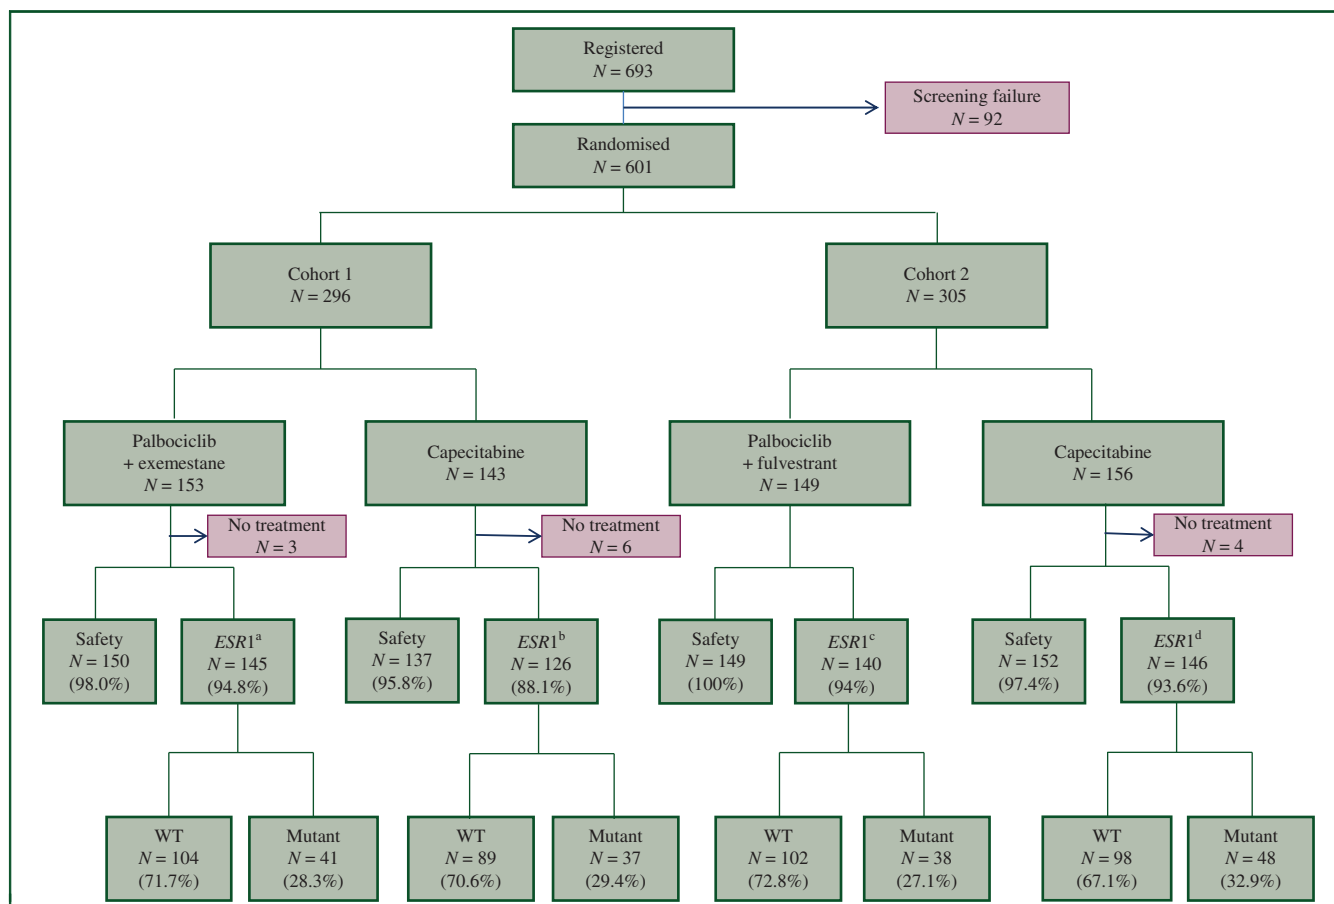 Registered
N = 693
Screening failure
N = 92
Randomised
N = 601
Cohort 1
N = 296
Cohort 2
N = 305
Palbociclib
+ exemestane
N = 153
Capecitabine
N = 143
Palbociclib
+ fulvestrant
N = 149
Capecitabine
N = 156
No treatment
N = 3
No treatment
N = 6
No treatment
N = 4
Safety
N = 150
(98.0%)
ESR1a
N = 145
(94.8%)
Safety
N = 137
(95.8%)
ESR1b
N = 126
(88.1%)
Safety
N = 149
(100%)
ESR1c
N = 140
(94%)
Safety
N = 152
(97.4%)
ESR1d
N = 146
(93.6%)
WT
N = 104
(71.7%)
Mutant
N = 41
(28.3%)
WT
N = 89
(70.6%)
Mutant
N = 37
(29.4%)
WT
N = 102
(72.8%)
Mutant
N = 38
(27.1%)
WT
N = 98
(67.1%)
Mutant
N = 48
(32.9%)